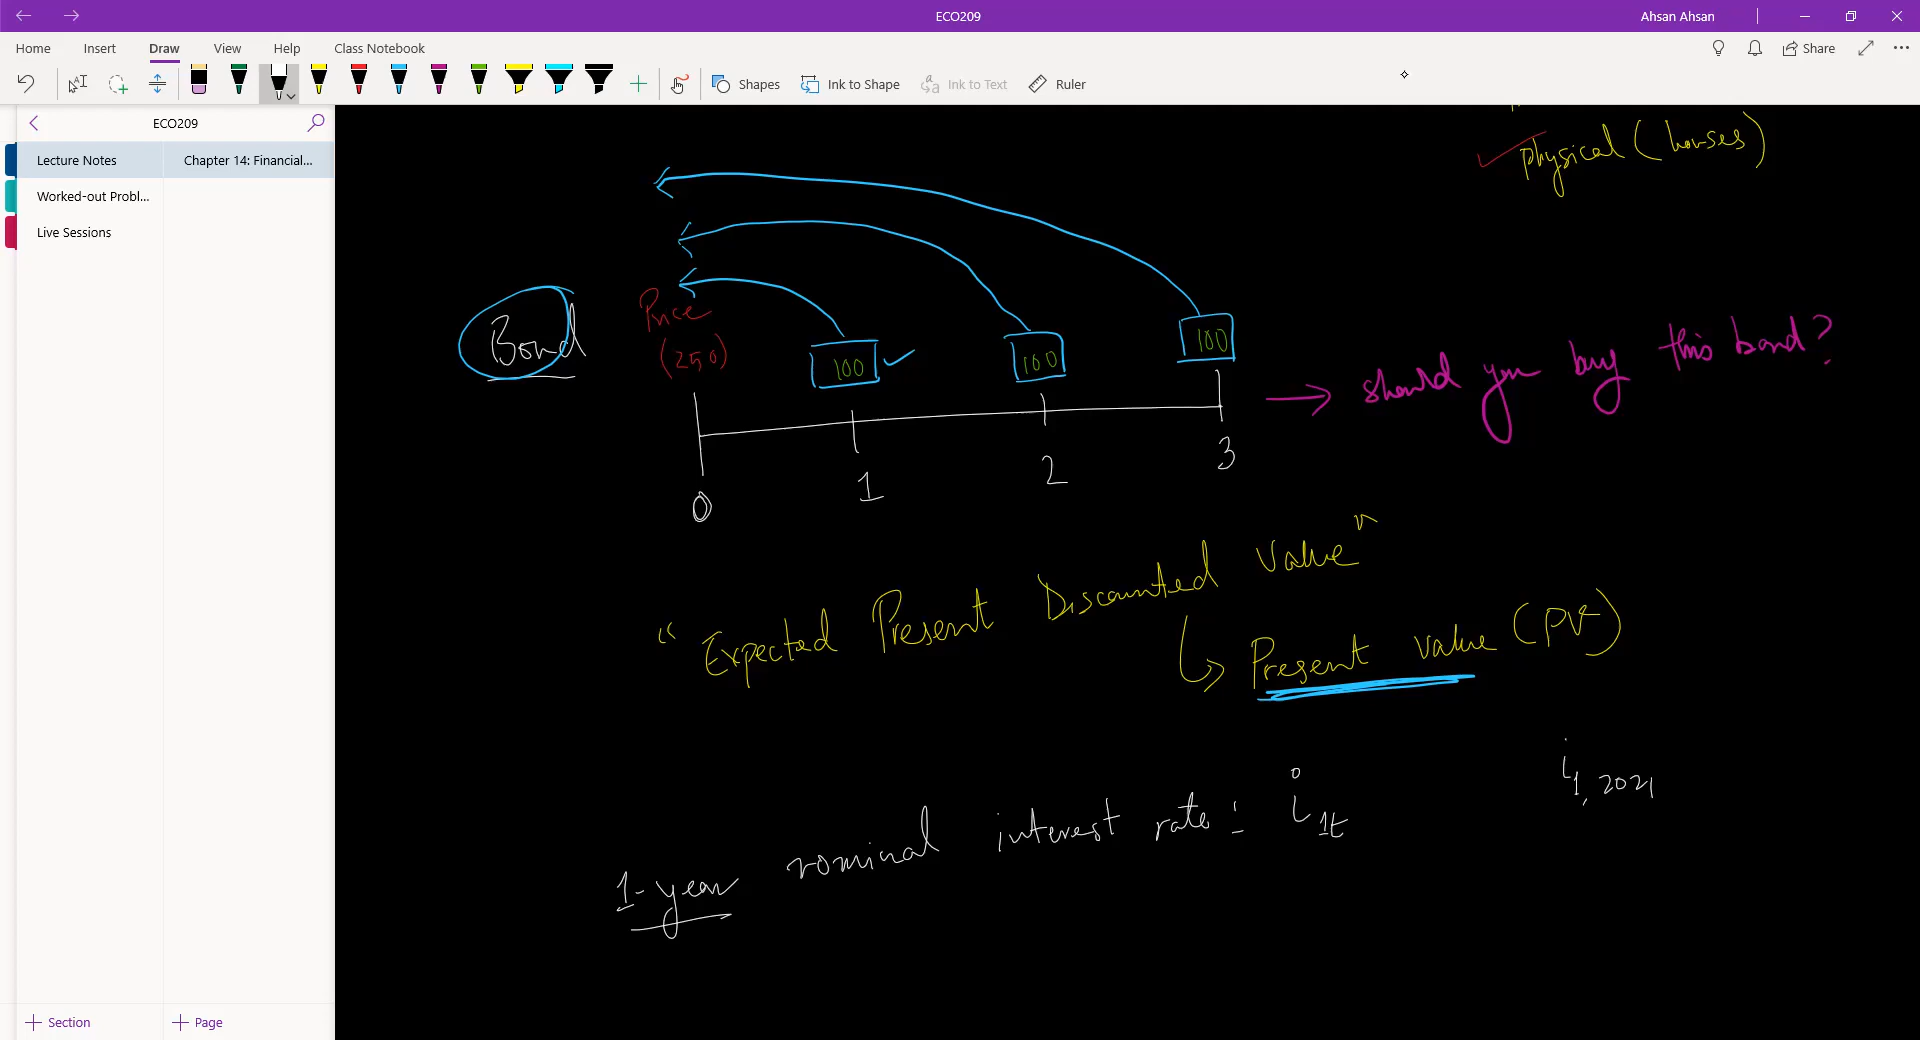 ECO209
Ahsan Ahsan
Home Insert Draw View Help Class Notebook
Share
Shapes Ink to Shape Ink to Text Ruler
ECO209
Lecture Notes
Worked-out Probl...
Live Sessions
Chapter 14: Financial...
physical (houses)
Bond
Price
(250)
100 100 100
→ should you buy this bond?
0 1 2 3
"Expected Present Discounted Value"
Present value (PV)
1-year nominal interest rate: i1t
i1, 2021
+ Section
+ Page